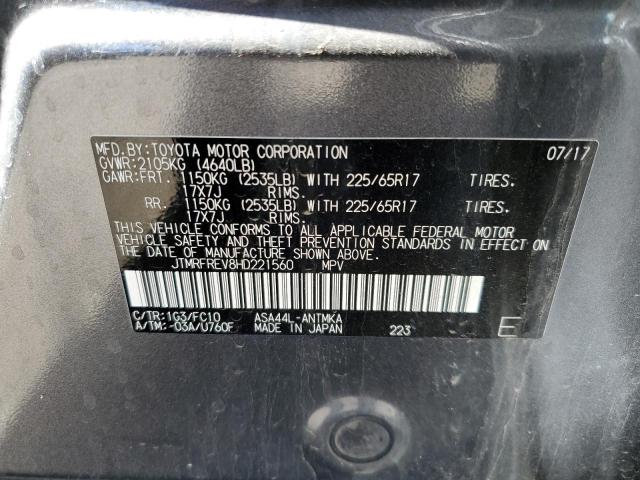 MFD.BY:TOYOTA MOTOR CORPORATION 07/17
GVWR:2105KG (4640LB)
GAWR:FRT. 1150KG (2535LB) WITH 225/65R17 TIRES.
17X7J RIMS.
RR. 1150KG (2535LB) WITH 225/65R17 TIRES.
17X7J RIMS.
THIS VEHICLE CONFORMS TO ALL APPLICABLE FEDERAL MOTOR
VEHICLE SAFETY AND THEFT PREVENTION STANDARDS IN EFFECT
ON THE DATE OF MANUFACTURE SHOWN ABOVE.
JTMRFREV8HD221560 MPV
C/TR:1G3/FC10 ASA44L-ANTMKA
A/TM:-03A/U760F MADE IN JAPAN 223 E